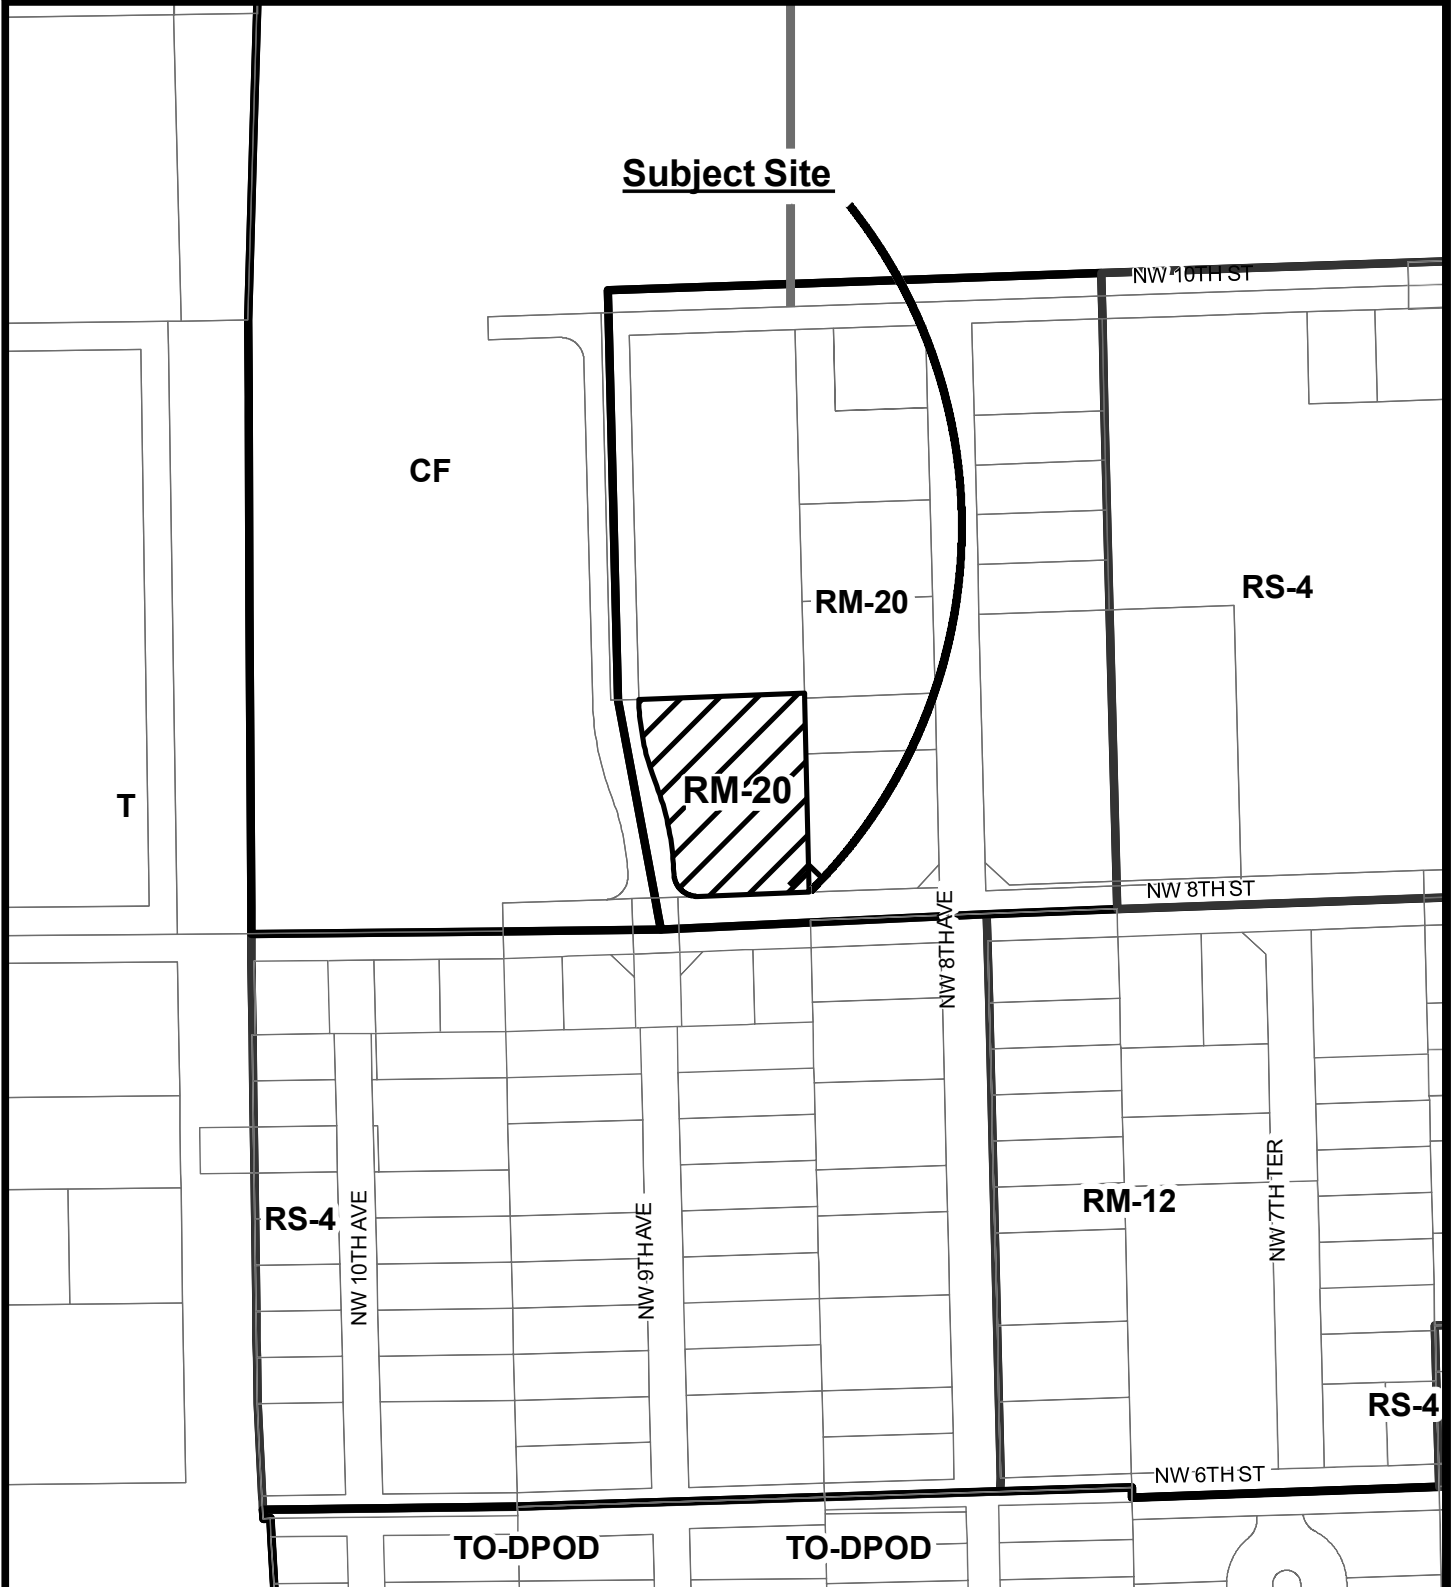 Subject Site
NW 10TH ST
CF
RS-4
RM-20
RM-20
T
NW 8TH ST
NW 8TH AVE
RM-12
RS-4
NW 10TH AVE
NW 9TH AVE
NW 7TH TER
RS-4
NW 6TH ST
TO-DPOD
TO-DPOD